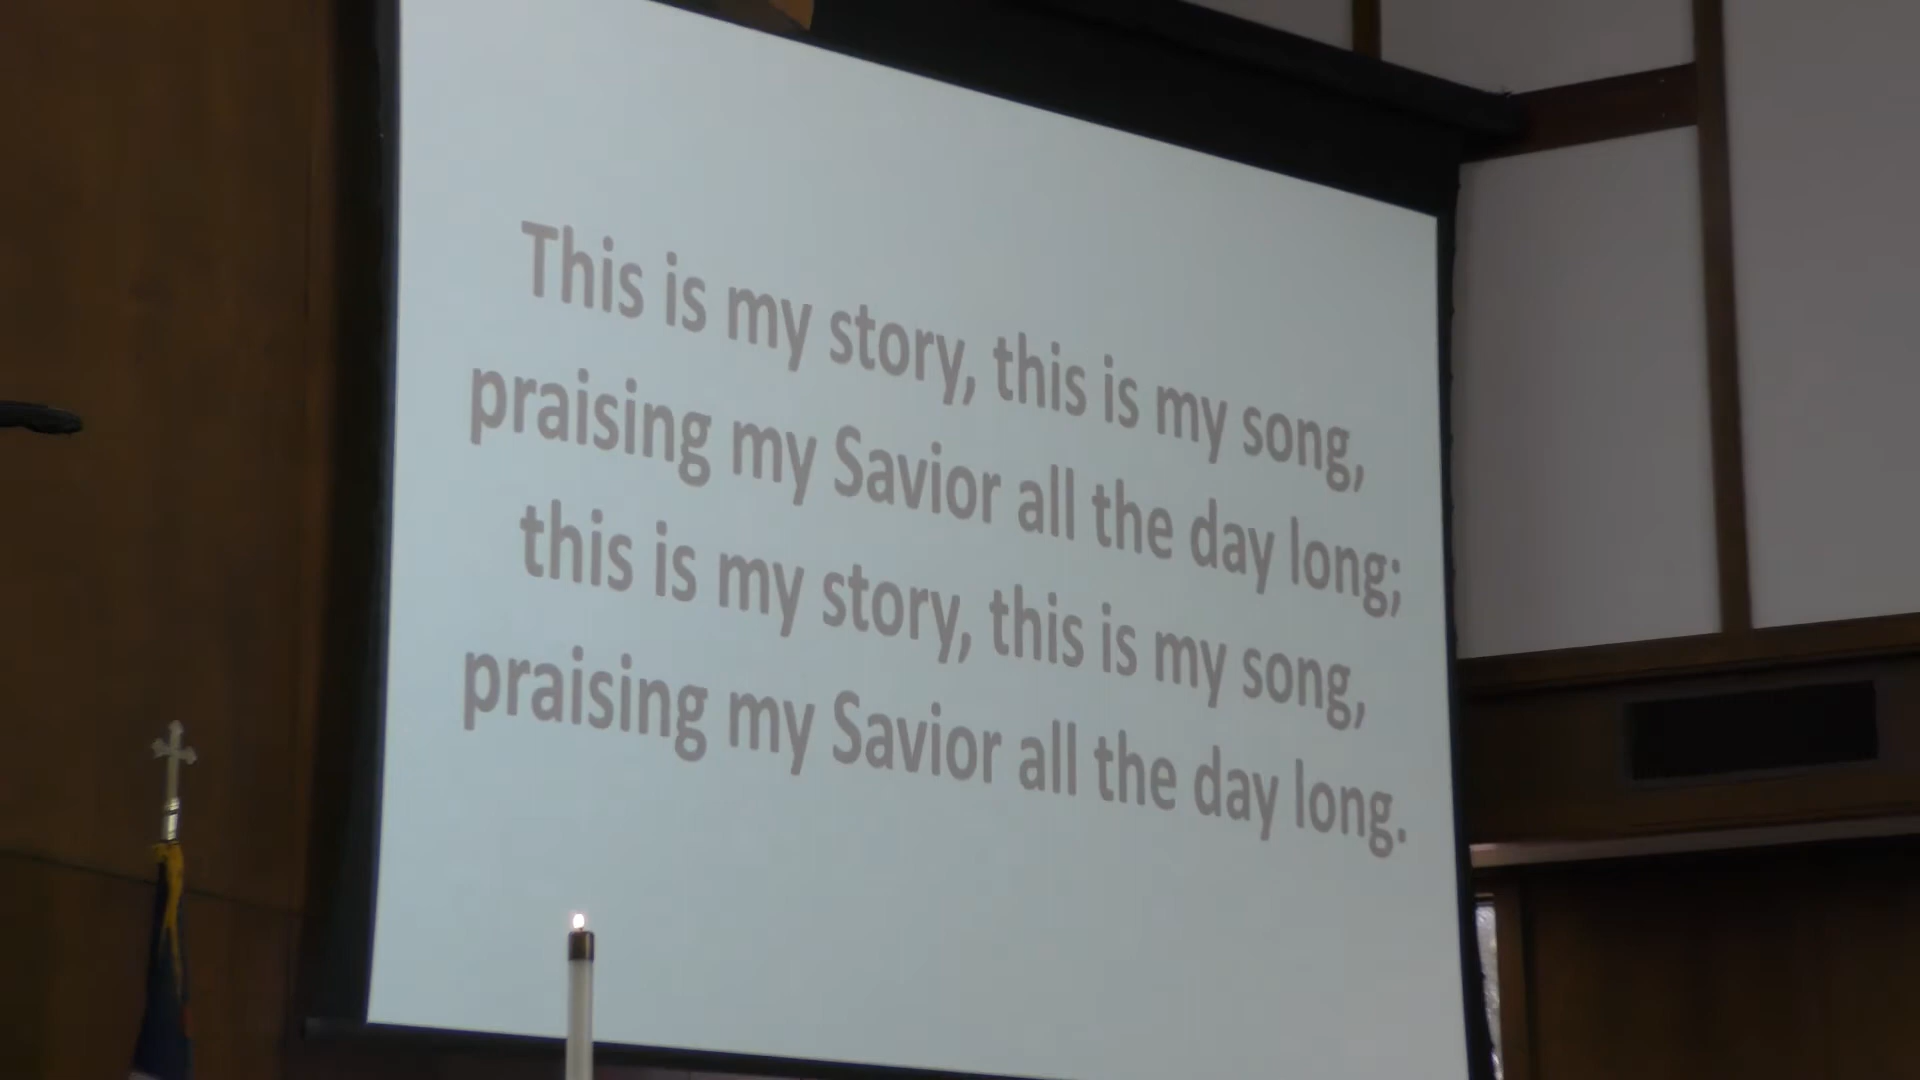 This is my story, this is my song,
praising my Savior all the day long;
this is my story, this is my song,
praising my Savior all the day long.